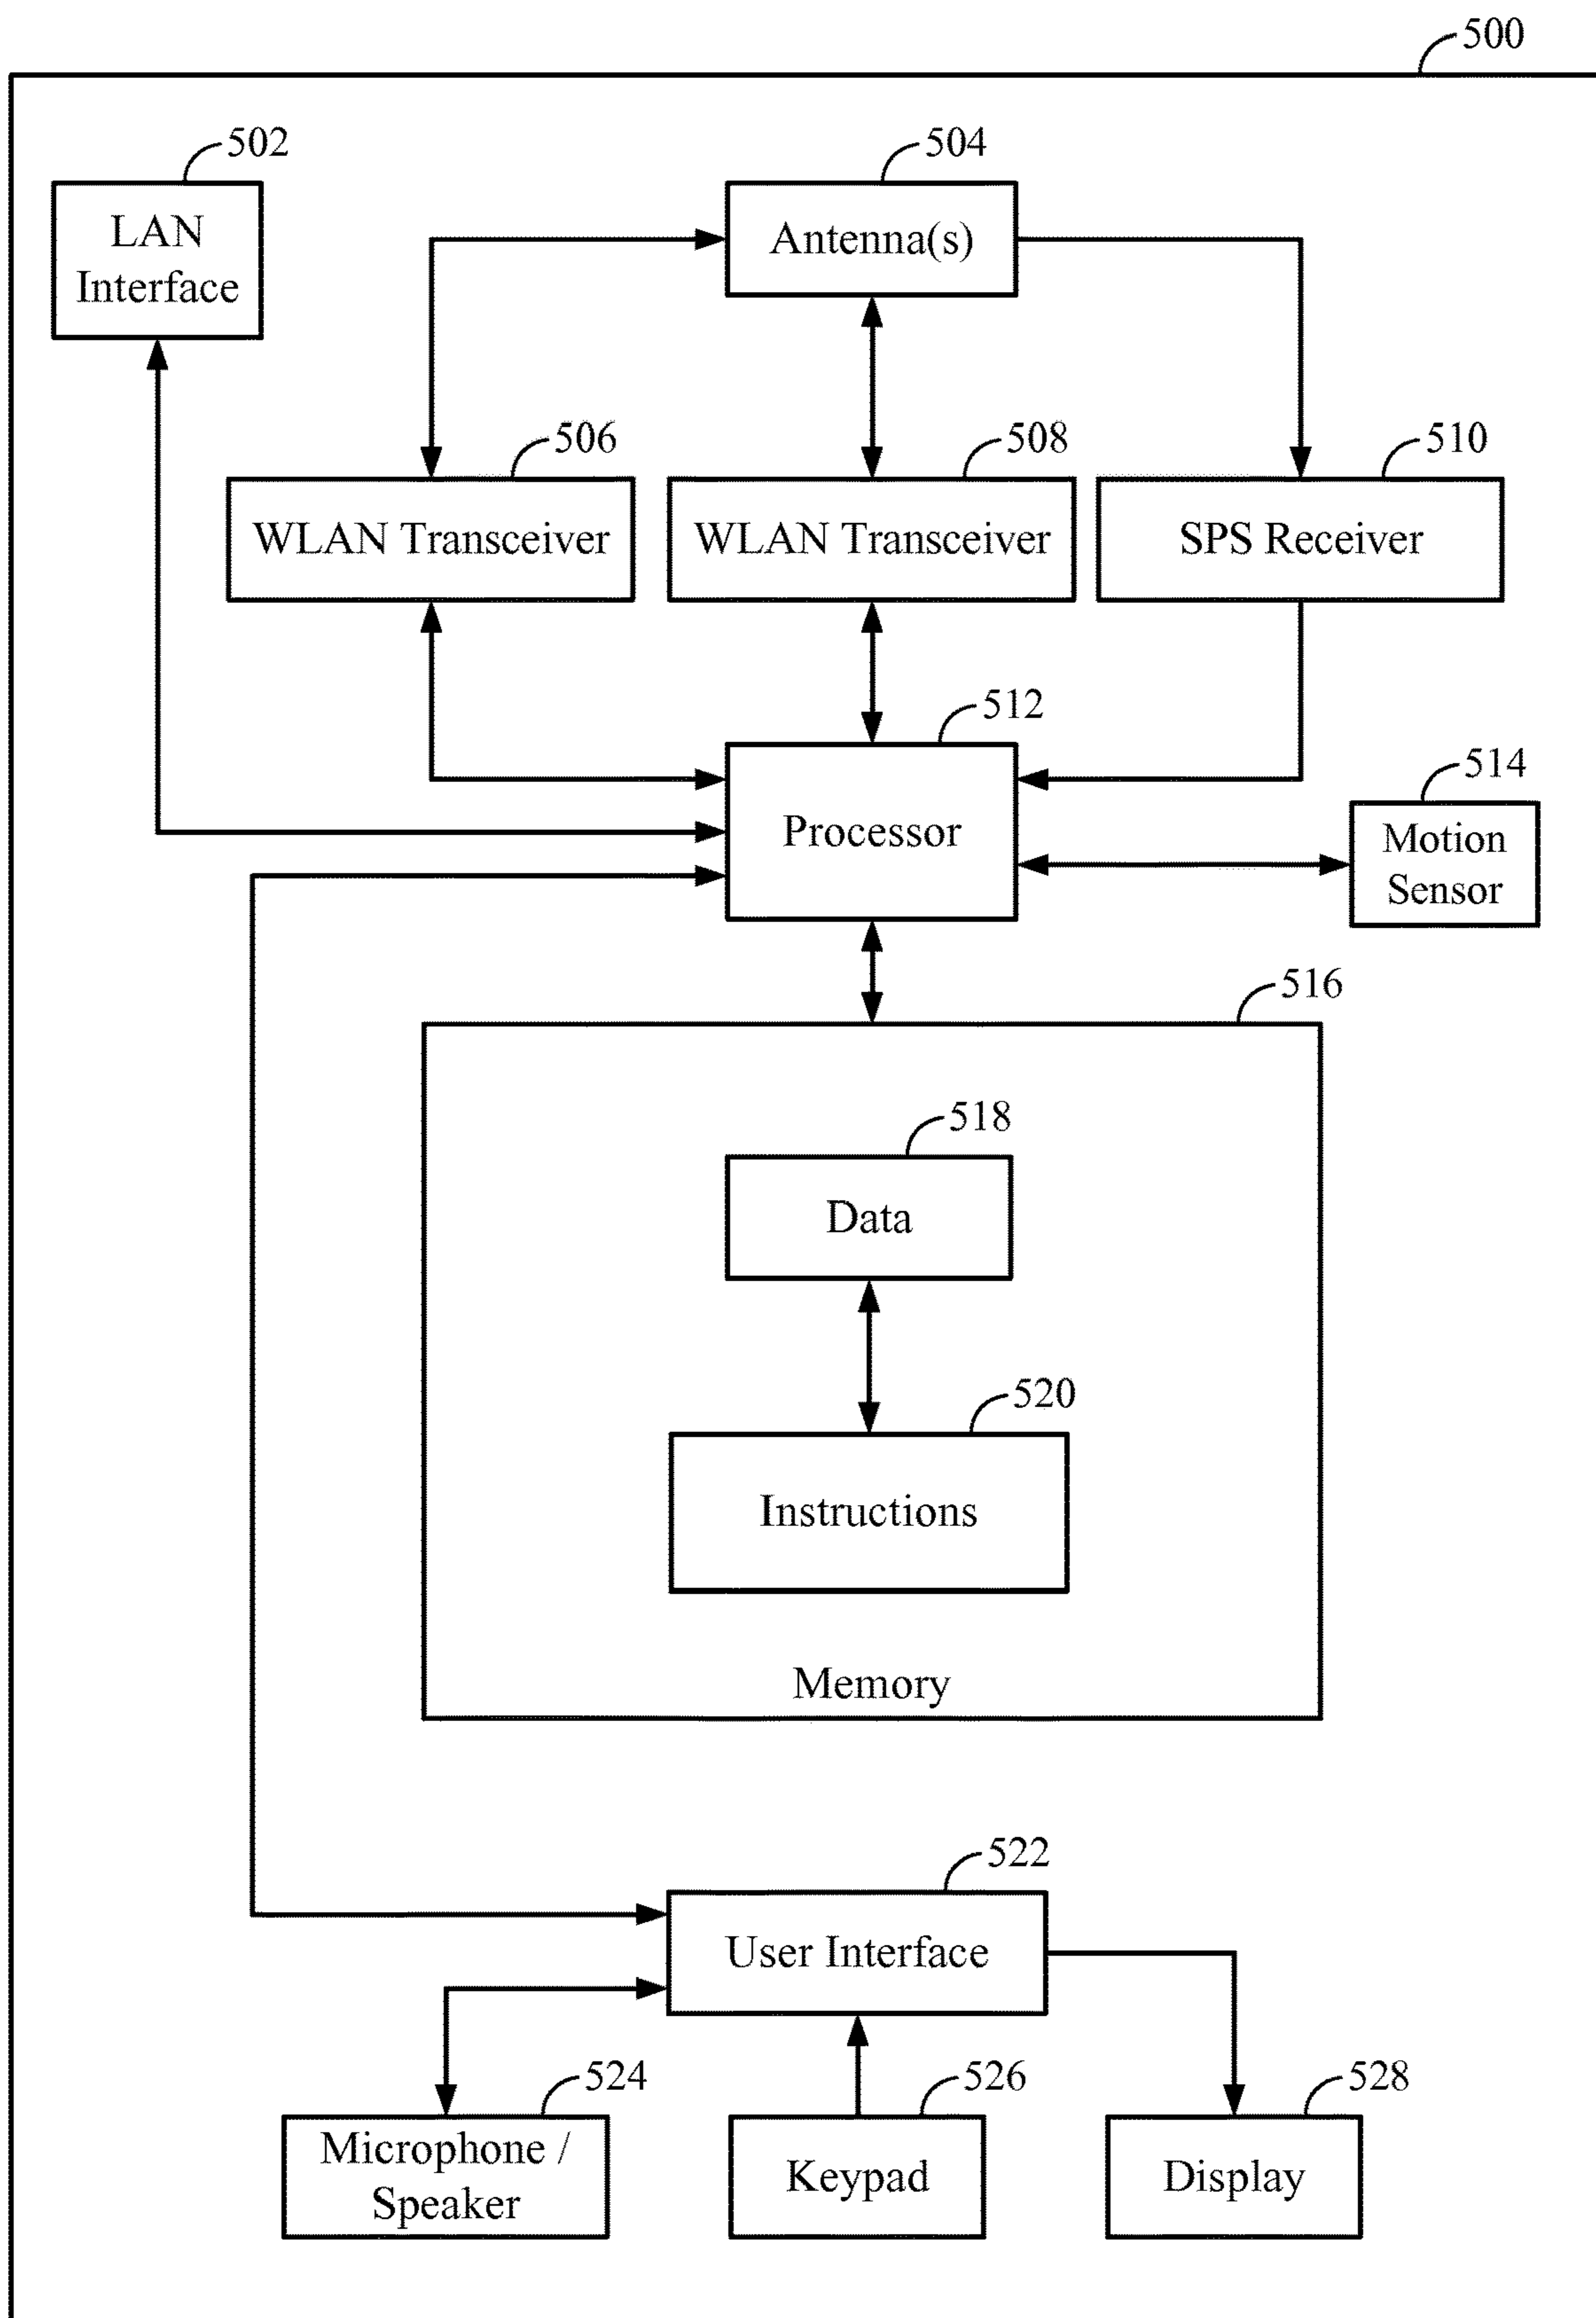 500
502
504
LAN
Interface
Antenna(s)
506
508
510
WLAN Transceiver
WLAN Transceiver
SPS Receiver
512
514
Processor
Motion
Sensor
516
518
Data
520
Instructions
Memory
522
User Interface
524
526
528
Microphone /
Speaker
Keypad
Display